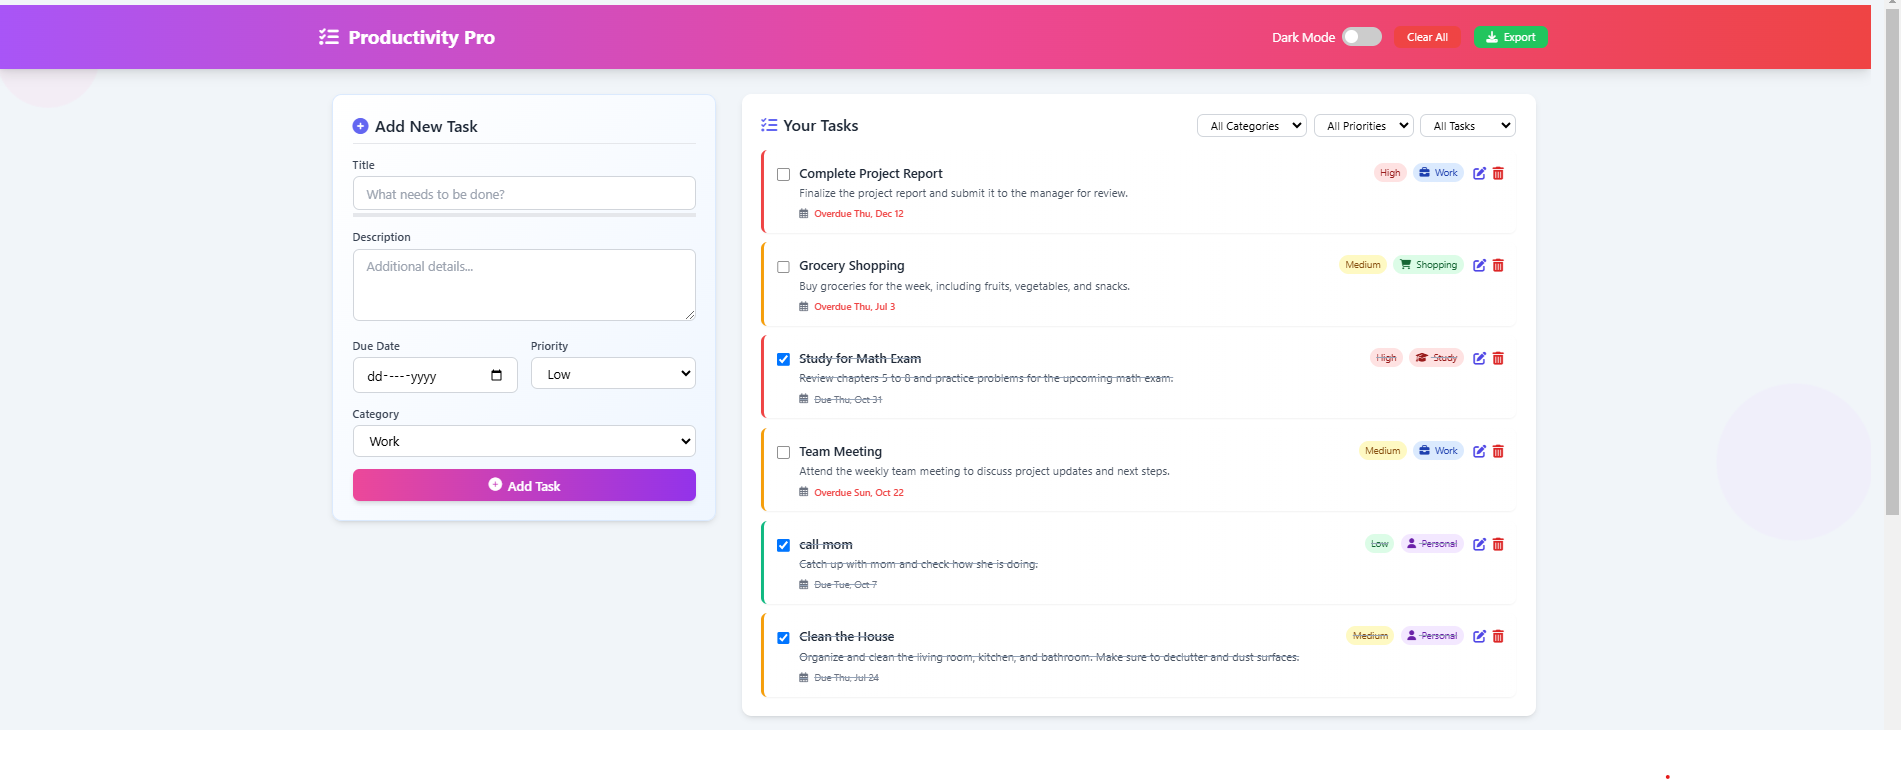 Productivity Pro
Dark Mode Clear All Export
Add New Task
Title
What needs to be done?
Description
Additional details...
Due Date Priority
dd-----yyyy Low
Category
Work
Add Task
Your Tasks All Categories All Priorities All Tasks
Complete Project Report High Work
Finalize the project report and submit it to the manager for review.
Overdue Thu, Dec 12
Grocery Shopping Medium Shopping
Buy groceries for the week, including fruits, vegetables, and snacks.
Overdue Thu, Jul 3
Study for Math Exam High Study
Review chapters 5 to 8 and practice problems for the upcoming math exam.
Due Thu, Oct 31
Team Meeting Medium Work
Attend the weekly team meeting to discuss project updates and next steps.
Overdue Sun, Oct 22
call mom Low Personal
Catch up with mom and check how she is doing.
Due Tue, Oct 7
Clean the House Medium Personal
Organize and clean the living room, kitchen, and bathroom. Make sure to declutter and dust surfaces.
Due Thu, Jul 24